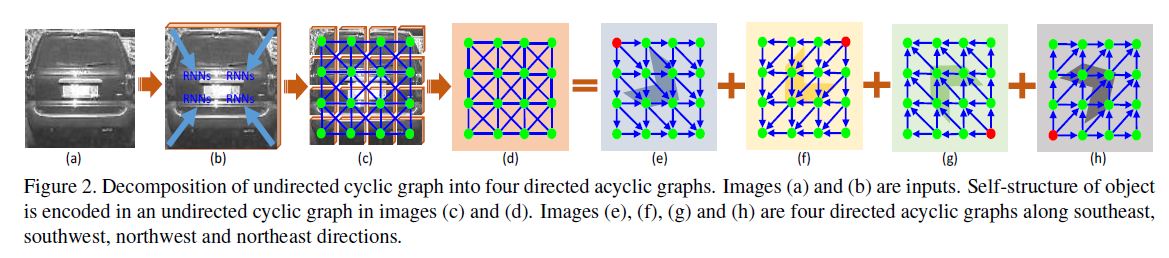 RNNs RNNs
RNNs RNNs
= + + +
(a) (b) (c) (d) (e) (f) (g) (h)
Figure 2. Decomposition of undirected cyclic graph into four directed acyclic graphs. Images (a) and (b) are inputs. Self-structure of object
is encoded in an undirected cyclic graph in images (c) and (d). Images (e), (f), (g) and (h) are four directed acyclic graphs along southeast,
southwest, northwest and northeast directions.